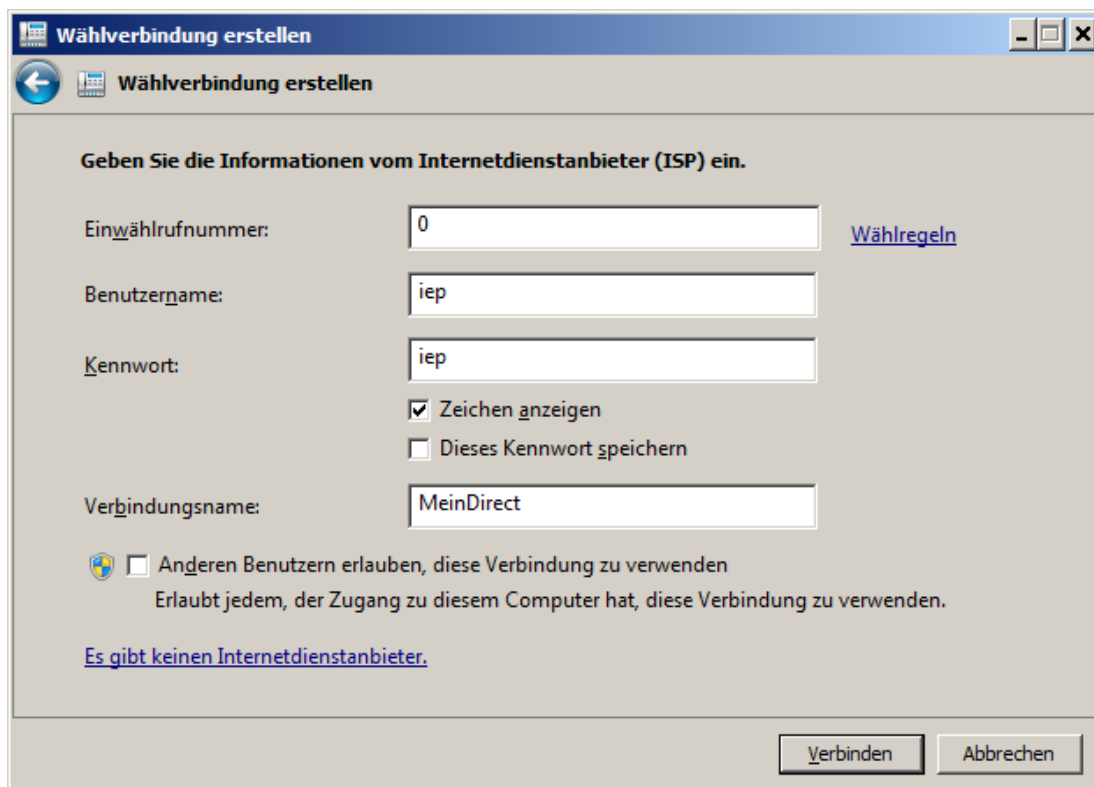 Wählverbindung erstellen
Wählverbindung erstellen
Geben Sie die Informationen vom Internetdienstanbieter (ISP) ein.
Einwählrufnummer: 0 Wählregeln
Benutzername: iep
Kennwort: iep
Zeichen anzeigen
Dieses Kennwort speichern
Verbindungsname: MeinDirect
Anderen Benutzern erlauben, diese Verbindung zu verwenden
Erlaubt jedem, der Zugang zu diesem Computer hat, diese Verbindung zu verwenden.
Es gibt keinen Internetdienstanbieter.
Verbinden Abbrechen